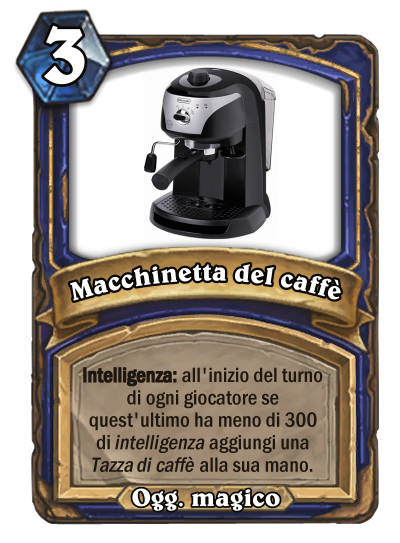 3
Macchinetta del caffè
Intelligenza: all'inizio del turno
di ogni giocatore se
quest'ultimo ha meno di 300
di intelligenza aggiungi una
Tazza di caffè alla sua mano.
Ogg. magico